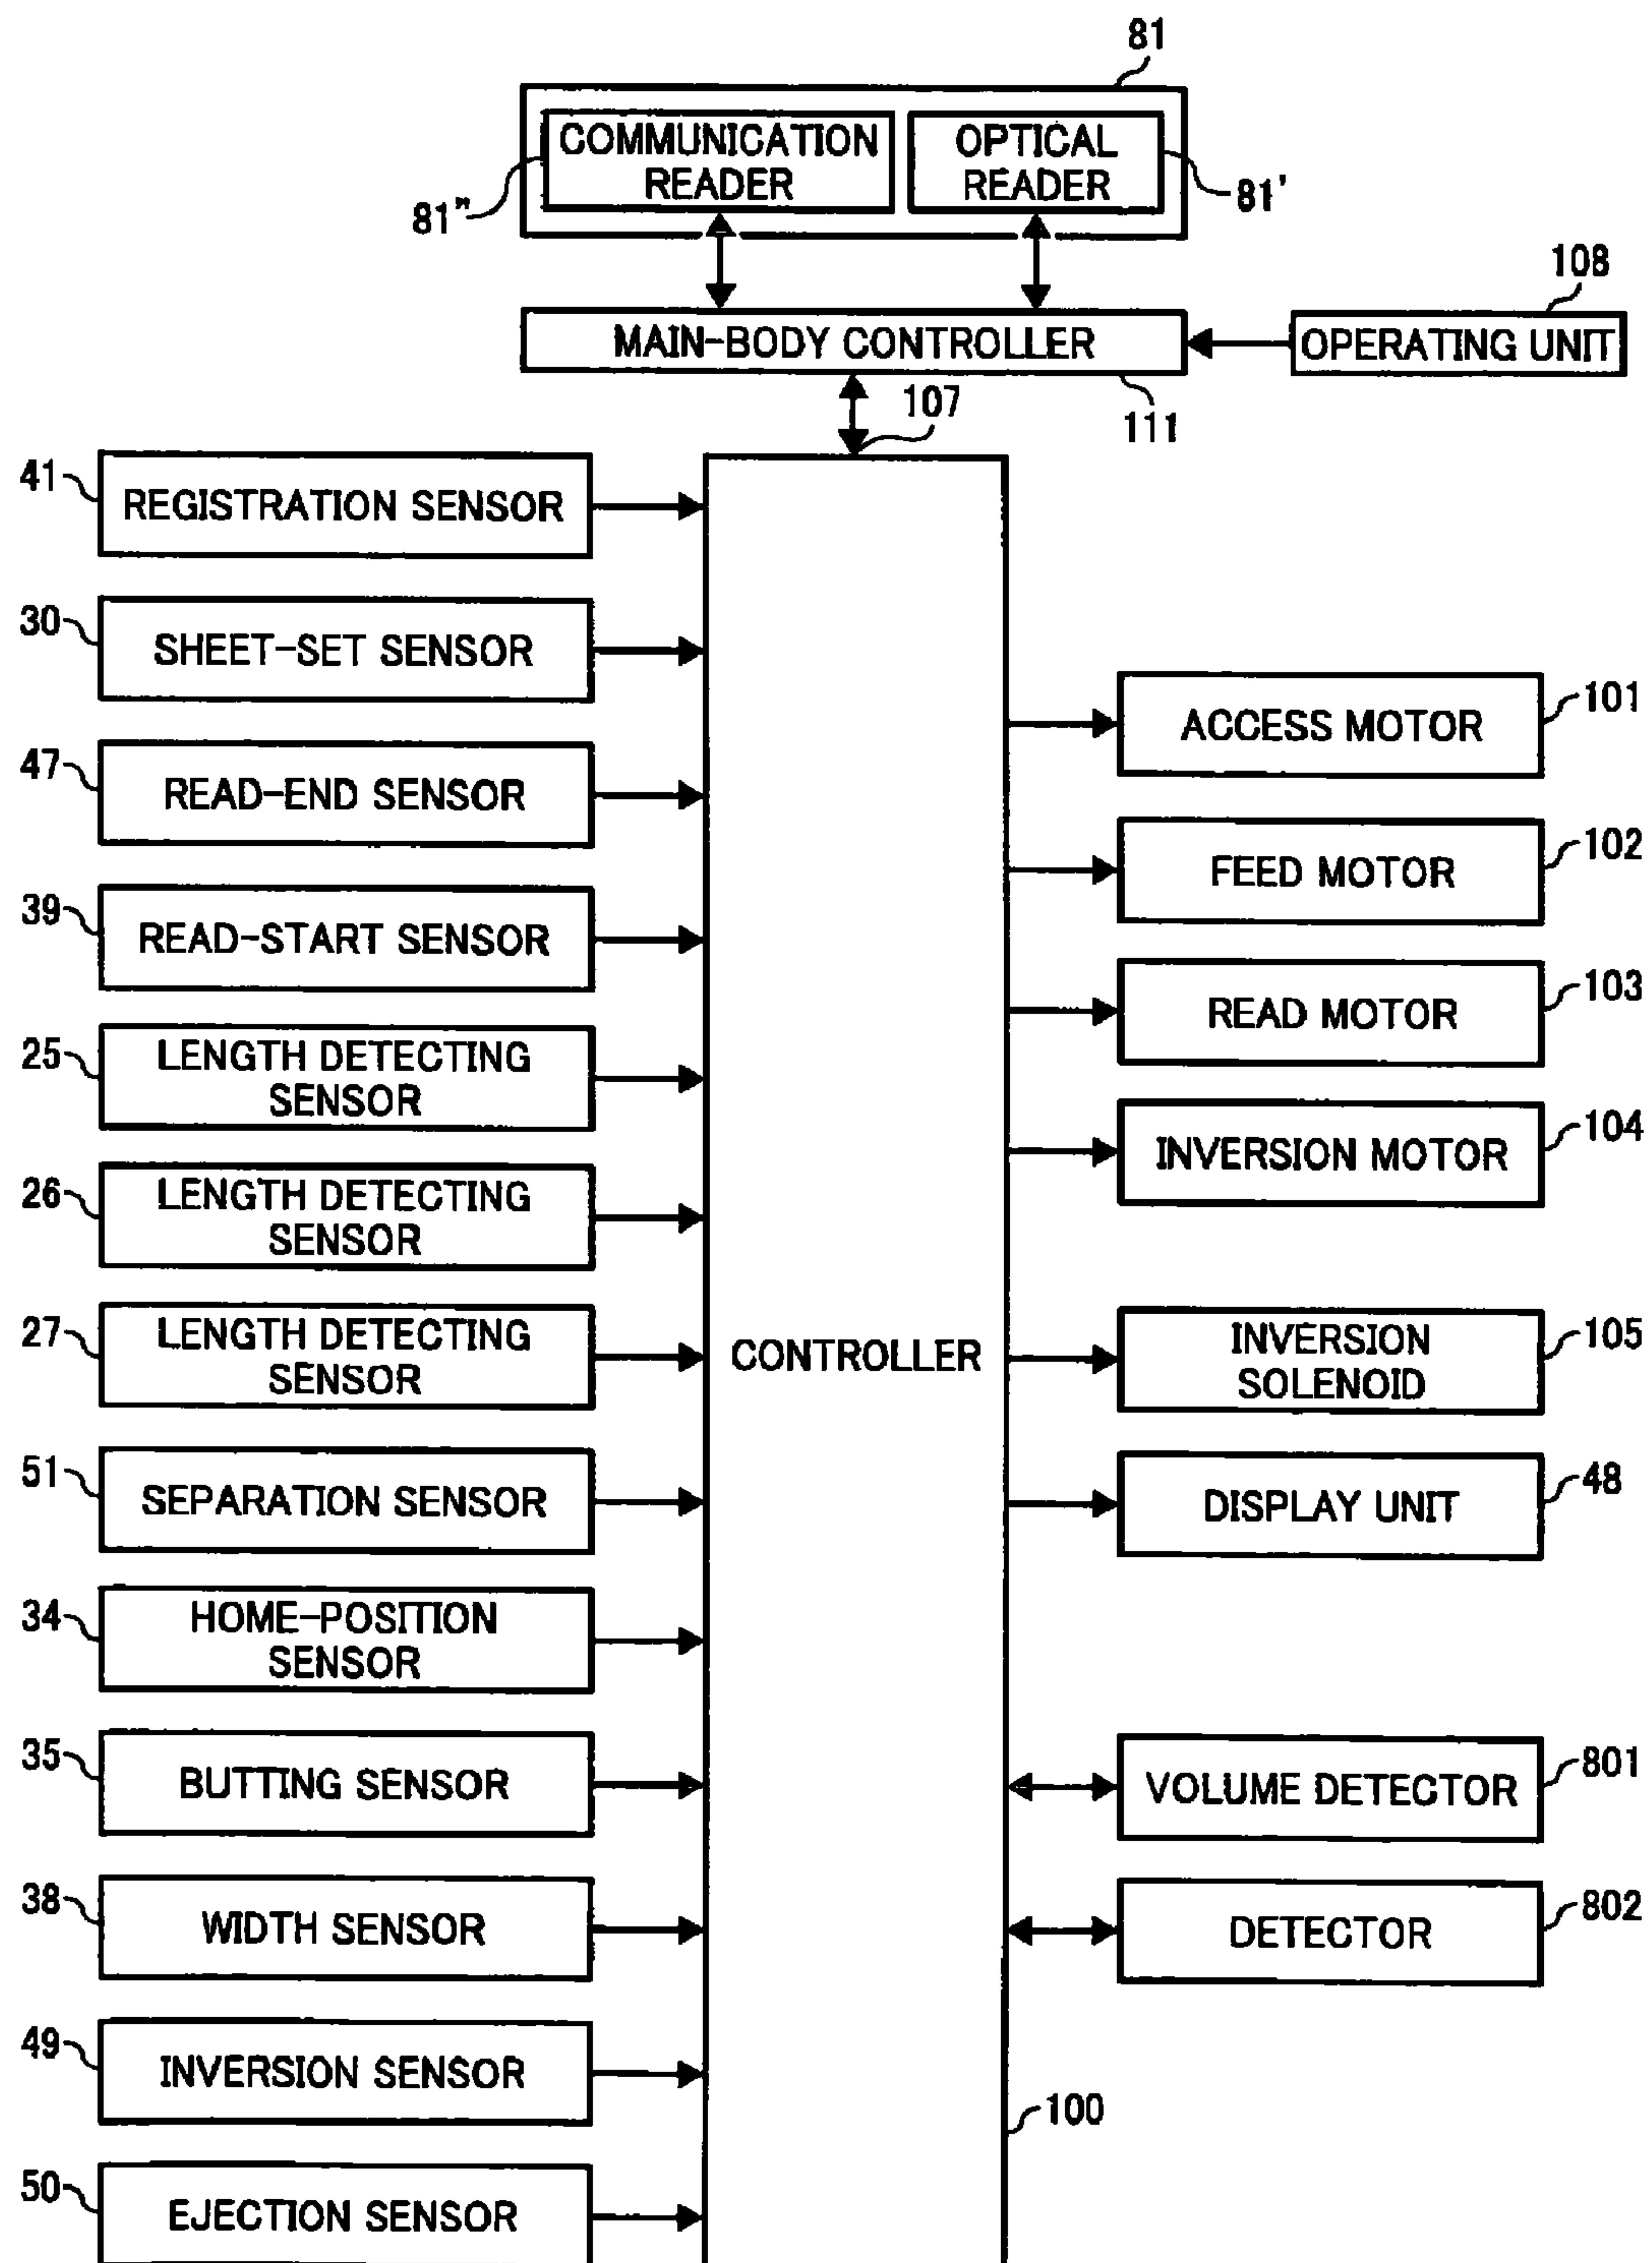 81
COMMUNICATION
READER
OPTICAL
READER
81"
81'
108
MAIN-BODY CONTROLLER
OPERATING UNIT
107
111
41
REGISTRATION SENSOR
30
SHEET-SET SENSOR
47
READ-END SENSOR
39
READ-START SENSOR
25
LENGTH DETECTING
SENSOR
26
LENGTH DETECTING
SENSOR
27
LENGTH DETECTING
SENSOR
51
SEPARATION SENSOR
34
HOME-POSITION
SENSOR
35
BUTTING SENSOR
38
WIDTH SENSOR
49
INVERSION SENSOR
50
EJECTION SENSOR
CONTROLLER
100
ACCESS MOTOR
101
FEED MOTOR
102
READ MOTOR
103
INVERSION MOTOR
104
INVERSION
SOLENOID
105
DISPLAY UNIT
48
VOLUME DETECTOR
801
DETECTOR
802